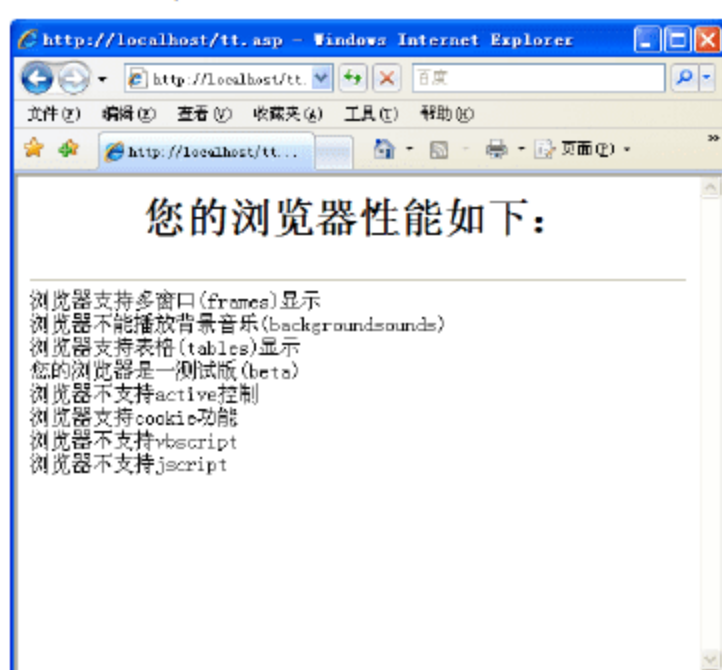 http://localhost/tt.asp - Windows Internet Explorer
http://localhost/tt. 百度
文件(F) 编辑(E) 查看(V) 收藏夹(A) 工具(T) 帮助(H)
http://localhost/tt... 页面(P)
您的浏览器性能如下：
浏览器支持多窗口(frames)显示
浏览器不能播放背景音乐(backgroundsounds)
浏览器支持表格(tables)显示
您的浏览器是一测试版(beta)
浏览器不支持active控制
浏览器支持cookie功能
浏览器不支持vbscript
浏览器不支持jscript